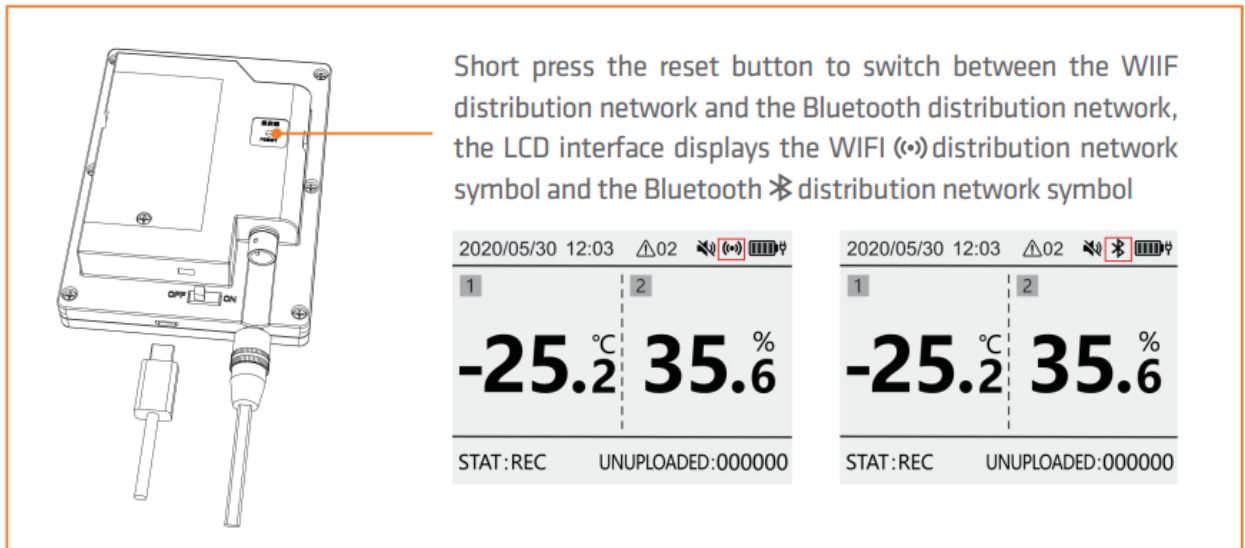 Short press the reset button to switch between the WIIF
distribution network and the Bluetooth distribution network,
the LCD interface displays the WIFI distribution network
symbol and the Bluetooth distribution network symbol
RESET
OFF ON
2020/05/30 12:03 02
1 2
-25.2 ℃ 35.6 %
STAT:REC UNUPLOADED:000000
2020/05/30 12:03 02
1 2
-25.2 ℃ 35.6 %
STAT:REC UNUPLOADED:000000